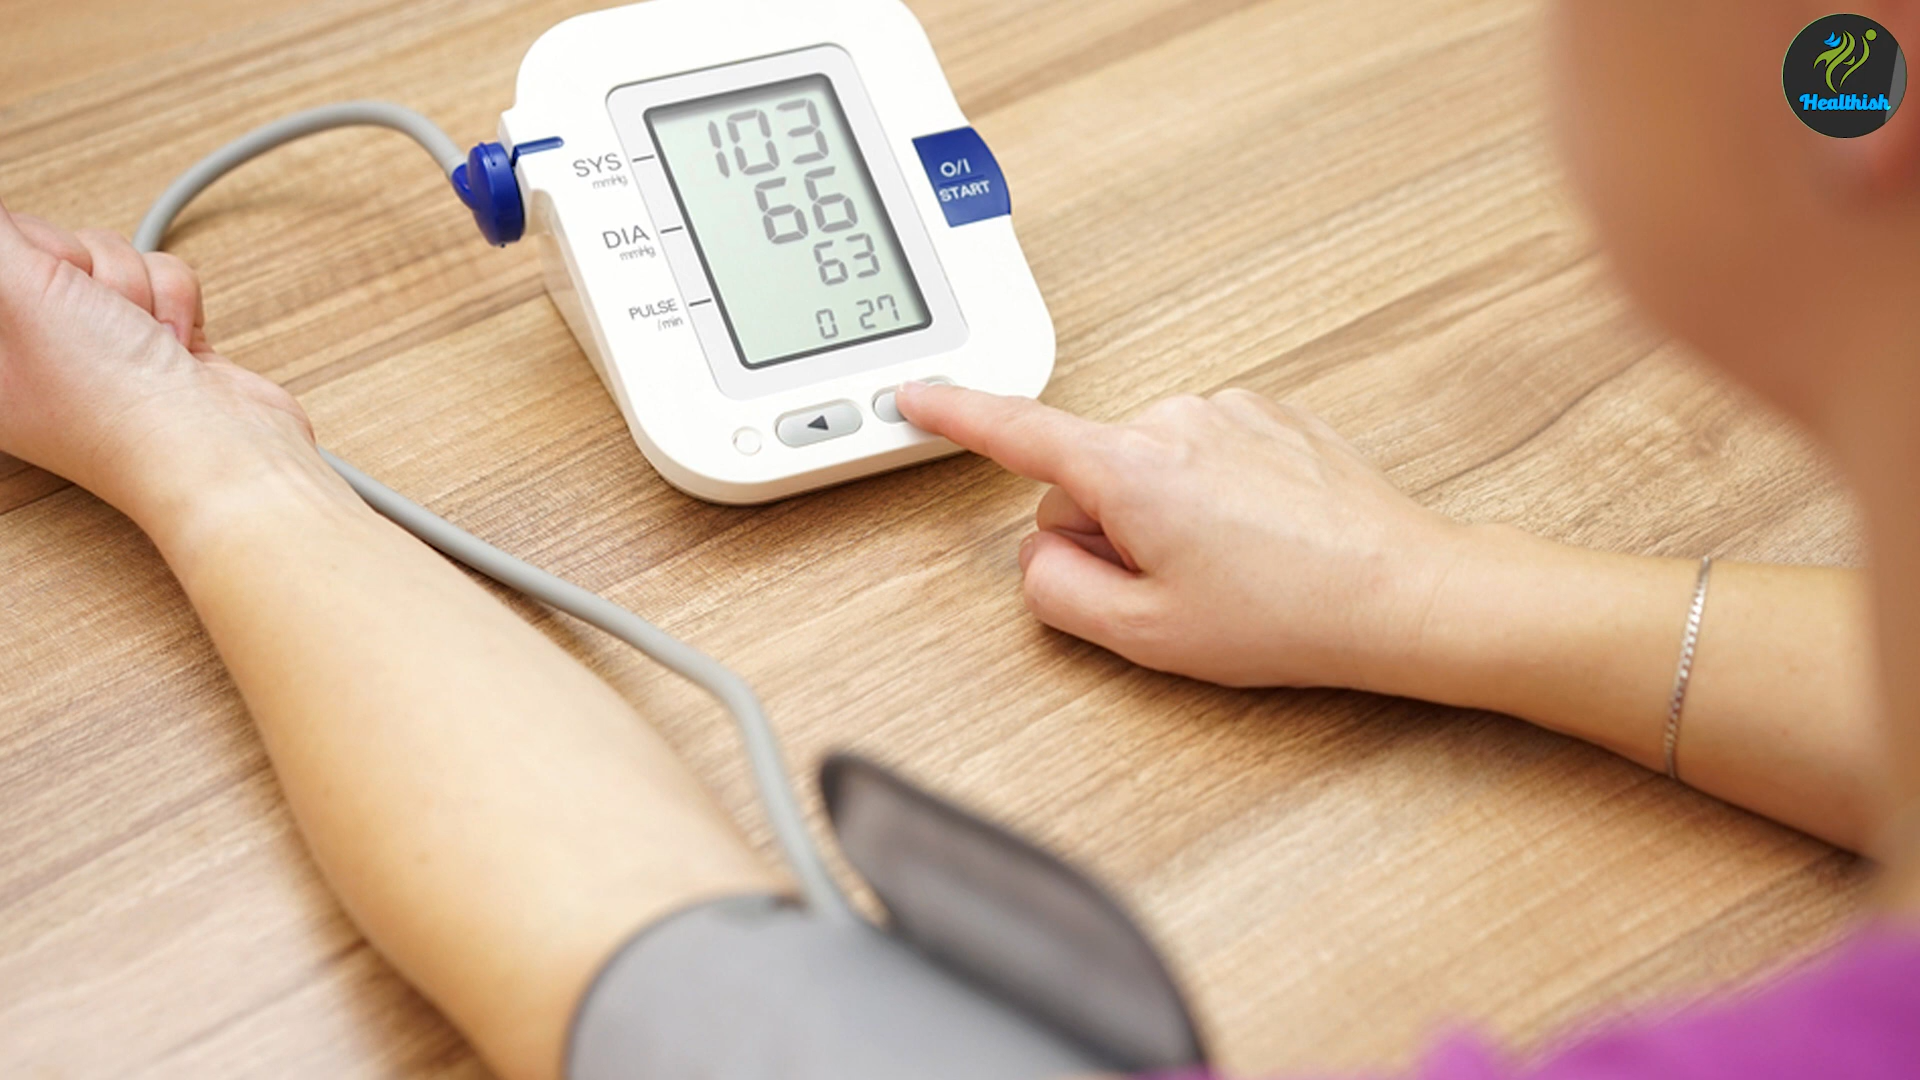 Healthish
103
SYS
mmHg
66
DIA
mmHg
63
PULSE
/min
0 27
O/I
START